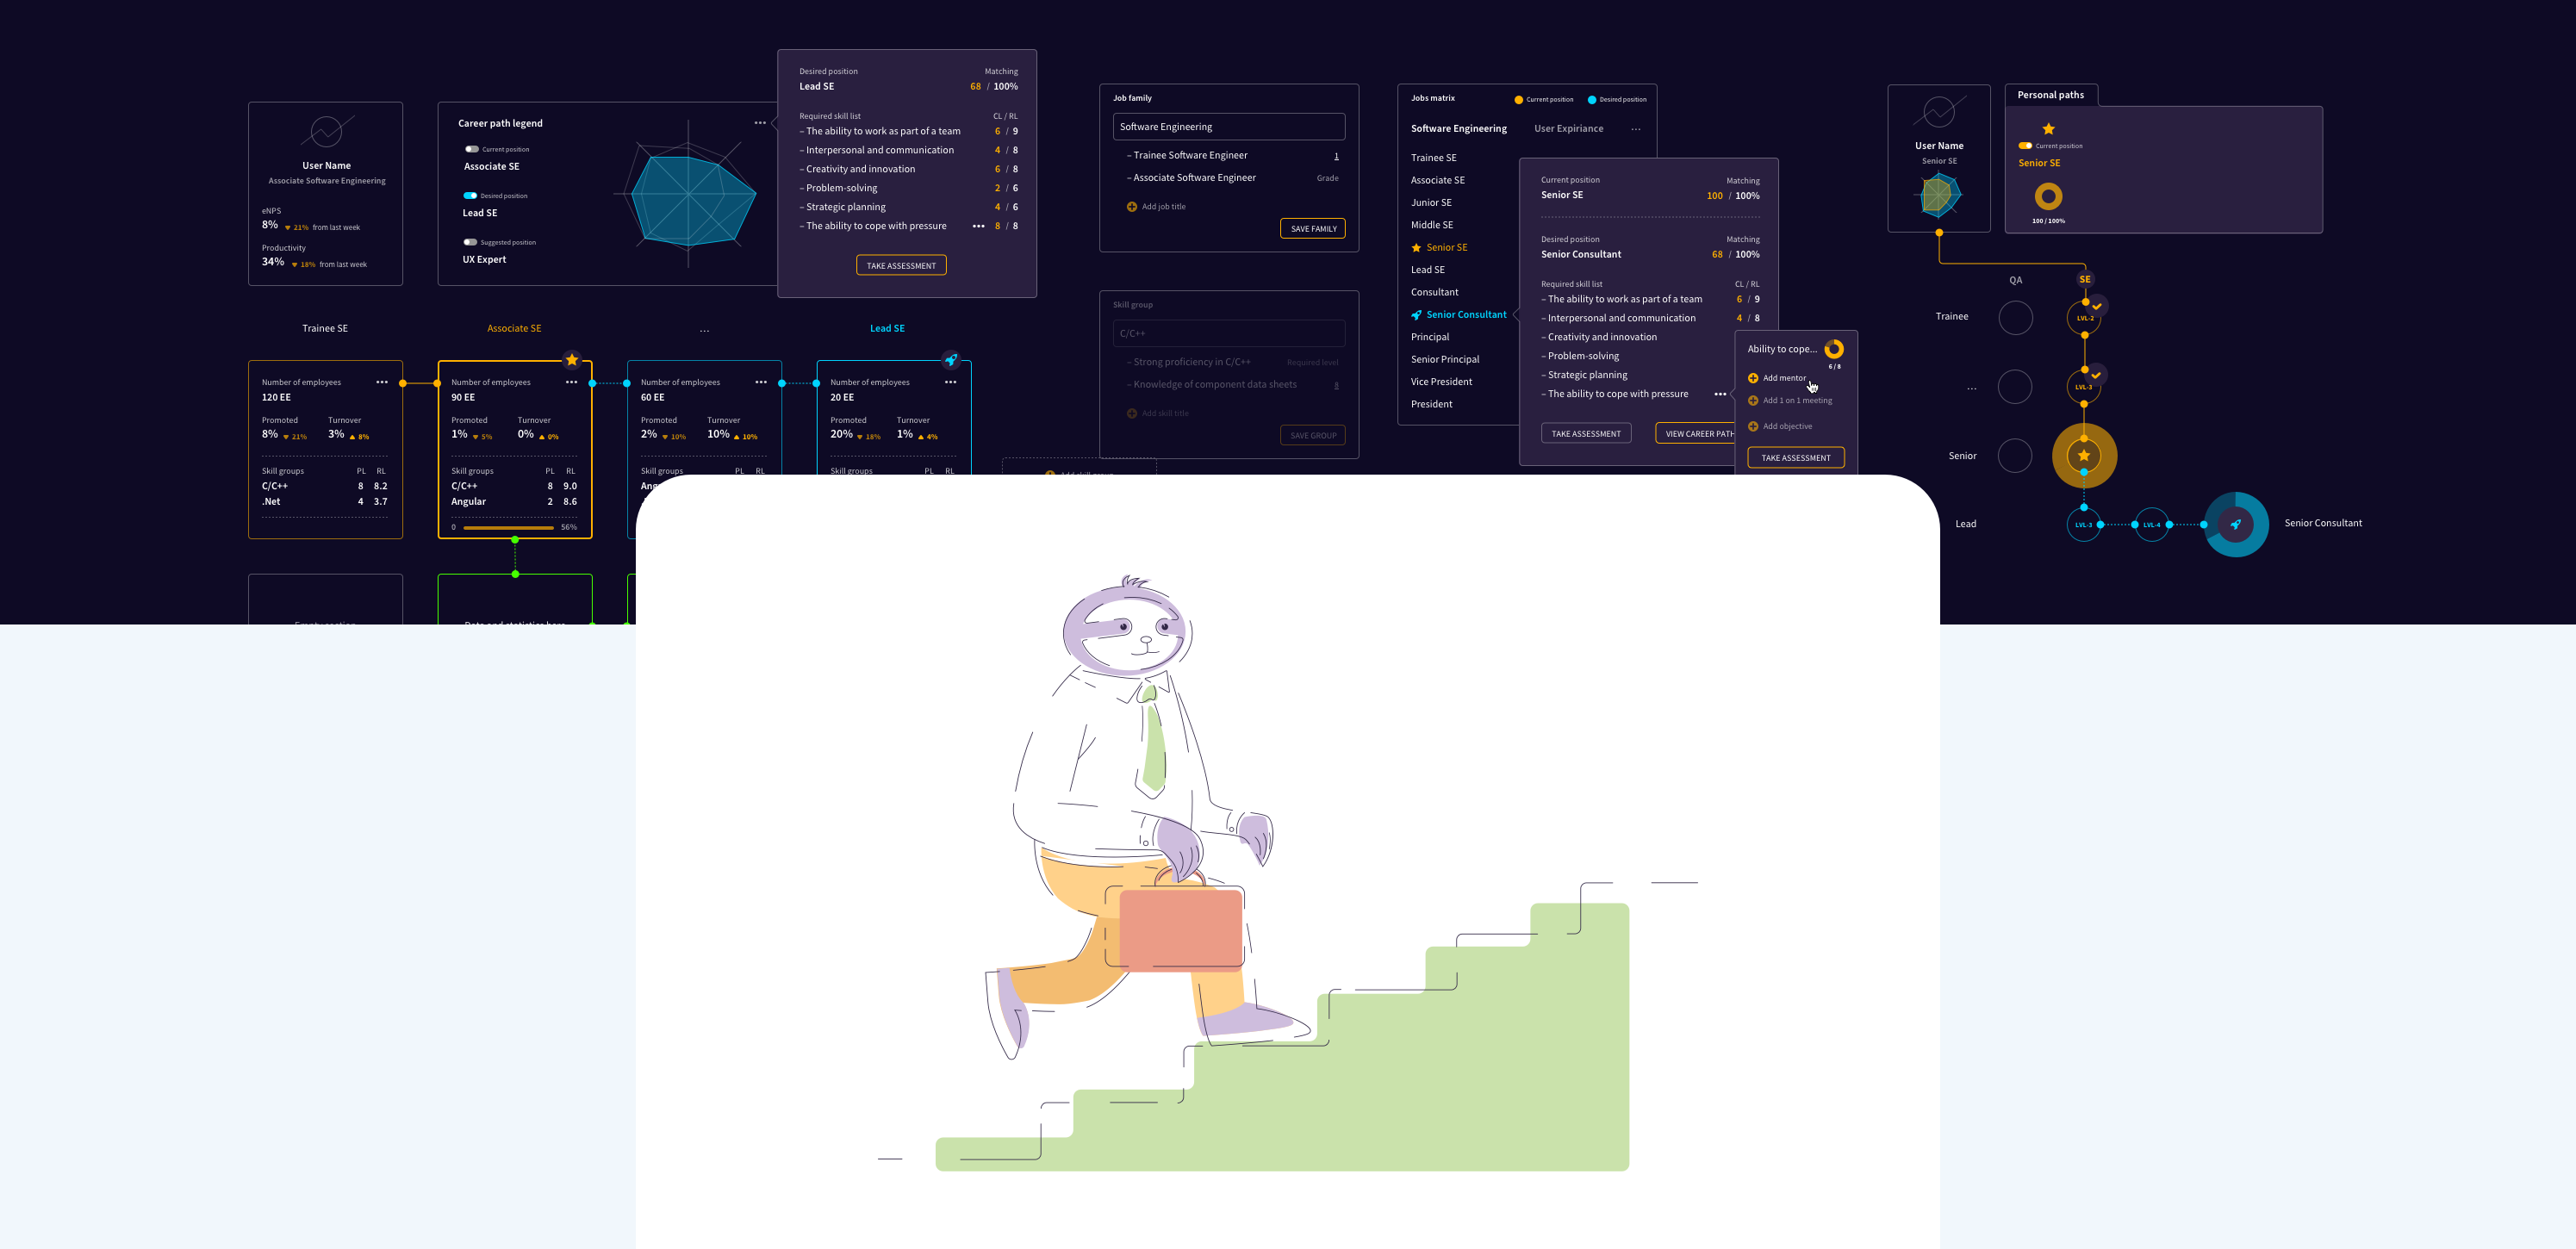 User Name
Associate Software Engineering
eNPS
8% 21% from last week
Productivity
34% 18% from last week
Career path legend
Current position
Associate SE
Desired position
Lead SE
Suggested position
UX Expert
Desired position Matching
Lead SE 68 / 100%
Required skill list CL / RL
– The ability to work as part of a team 6 / 9
– Interpersonal and communication 4 / 8
– Creativity and innovation 6 / 8
– Problem-solving 2 / 6
– Strategic planning 4 / 6
– The ability to cope with pressure ••• 8 / 8
TAKE ASSESSMENT
Trainee SE
Associate SE
...
Lead SE
Number of employees
120 EE
Promoted Turnover
8% 21% 3% 8%
Skill groups PL RL
C/C++ 8 8.2
.Net 4 3.7
Number of employees
90 EE
Promoted Turnover
1% 5% 0% 0%
Skill groups PL RL
C/C++ 8 9.0
Angular 2 8.6
0 56%
Number of employees
60 EE
Promoted Turnover
2% 10% 10% 10%
Skill groups PL RL
Ang
Number of employees
20 EE
Promoted Turnover
20% 18% 1% 4%
Skill groups PL RL
Job family
Software Engineering
– Trainee Software Engineer 1
– Associate Software Engineer Grade
Add job title
SAVE FAMILY
Skill group
C/C++
– Strong proficiency in C/C++ Required level
– Knowledge of component data sheets 8
Add skill title
SAVE GROUP
Jobs matrix Current position Desired position
Software Engineering User Expiriance ...
Trainee SE
Associate SE
Junior SE
Middle SE
Senior SE
Lead SE
Consultant
Senior Consultant
Principal
Senior Principal
Vice President
President
Current position Matching
Senior SE 100 / 100%
Desired position Matching
Senior Consultant 68 / 100%
Required skill list CL / RL
– The ability to work as part of a team 6 / 9
– Interpersonal and communication 4 / 8
– Creativity and innovation
– Problem-solving
– Strategic planning
– The ability to cope with pressure •••
TAKE ASSESSMENT VIEW CAREER PATH
Ability to cope...
6 / 8
Add mentor
Add 1 on 1 meeting
Add objective
TAKE ASSESSMENT
User Name
Senior SE
Personal paths
Current position
Senior SE
100 / 100%
QA SE
Trainee LVL-2
... LVL-3
Senior
Lead LVL-3 LVL-4 Senior Consultant